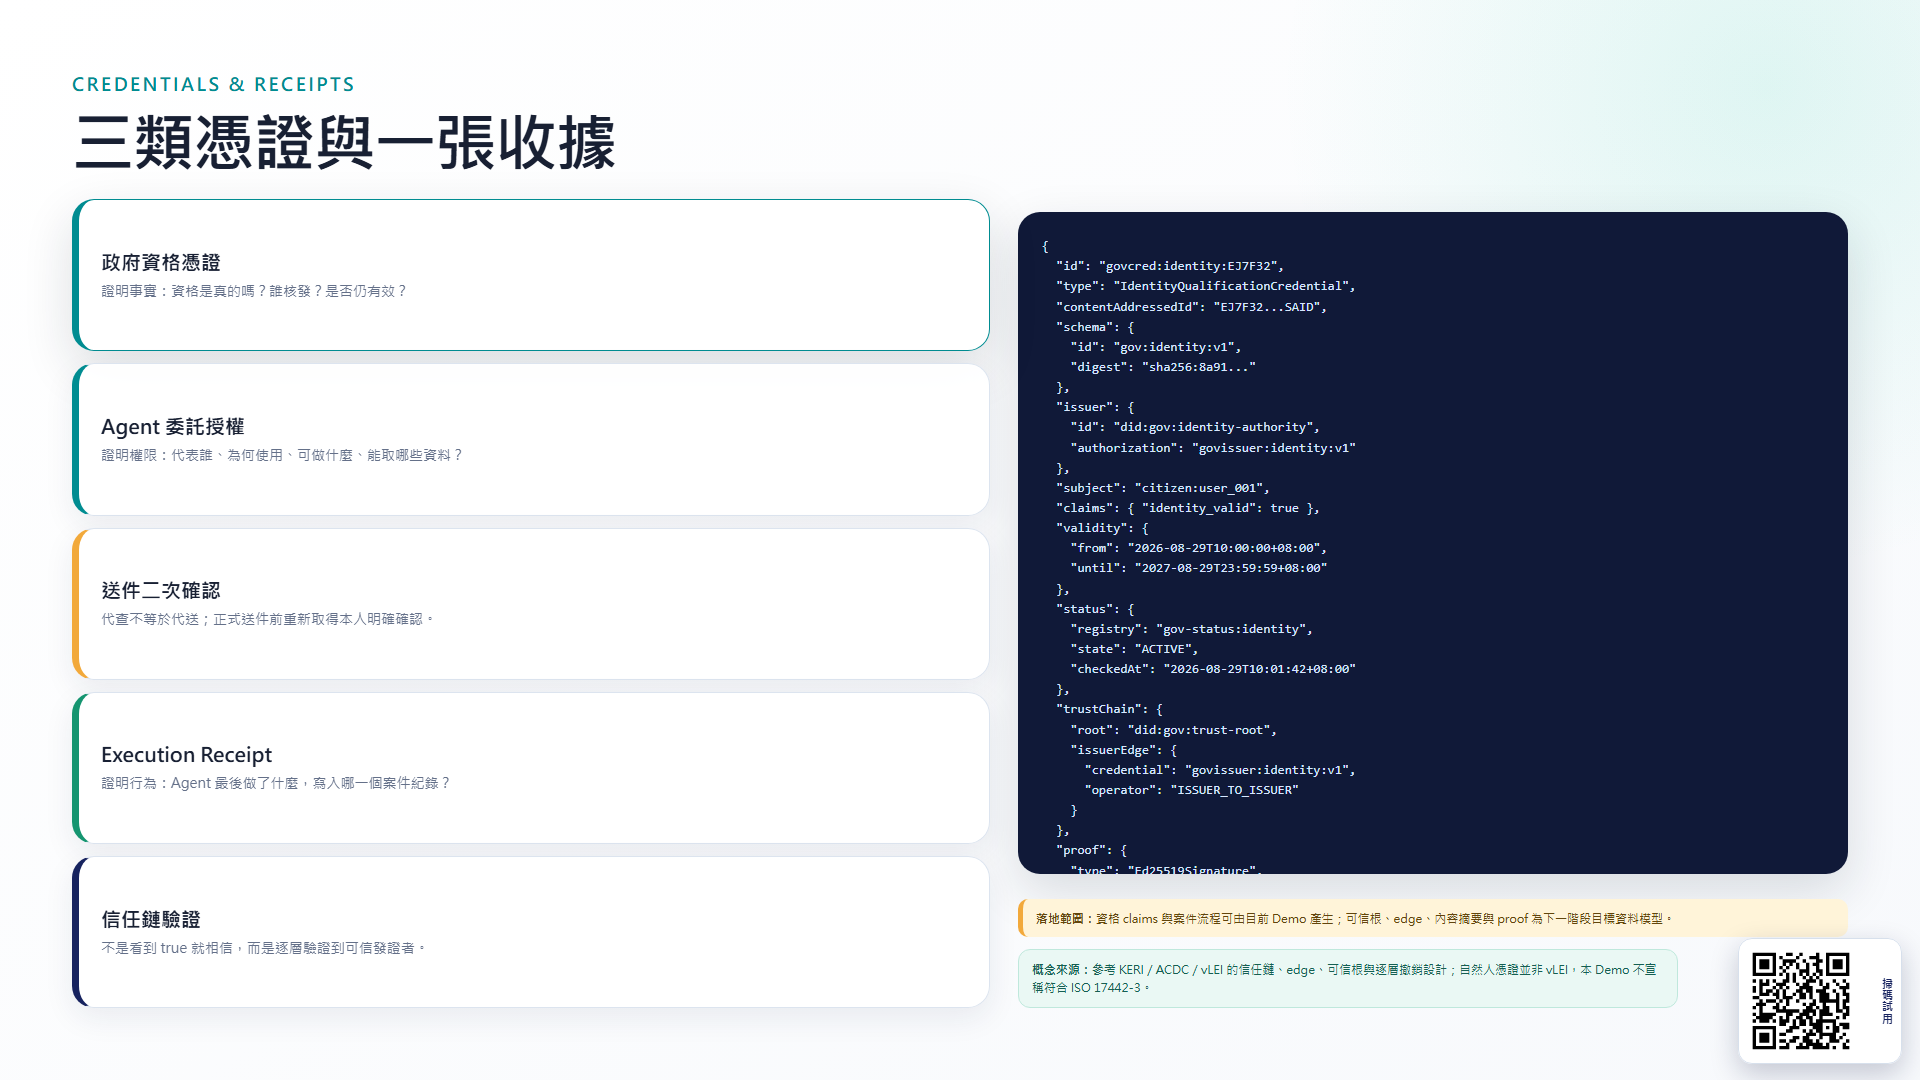 CREDENTIALS & RECEIPTS
三類憑證與一張收據
政府資格憑證
證明事實：資格是真的嗎？誰核發？是否仍有效？
Agent 委託授權
證明權限：代表誰、為何使用、可做什麼、能取哪些資料？
送件二次確認
代查不等於代送；正式送件前重新取得本人明確確認。
Execution Receipt
證明行為：Agent 最後做了什麼，寫入哪一個案件紀錄？
信任鏈驗證
不是看到 true 就相信，而是逐層驗證到可信發證者。
{
  "id": "govcred:identity:EJ7F32",
  "type": "IdentityQualificationCredential",
  "contentAddressedId": "EJ7F32...SAID",
  "schema": {
    "id": "gov:identity:v1",
    "digest": "sha256:8a91..."
  },
  "issuer": {
    "id": "did:gov:identity-authority",
    "authorization": "govissuer:identity:v1"
  },
  "subject": "citizen:user_001",
  "claims": { "identity_valid": true },
  "validity": {
    "from": "2026-08-29T10:00:00+08:00",
    "until": "2027-08-29T23:59:59+08:00"
  },
  "status": {
    "registry": "gov-status:identity",
    "state": "ACTIVE",
    "checkedAt": "2026-08-29T10:01:42+08:00"
  },
  "trustChain": {
    "root": "did:gov:trust-root",
    "issuerEdge": {
      "credential": "govissuer:identity:v1",
      "operator": "ISSUER_TO_ISSUER"
    }
  },
  "proof": {
    "type": "Ed25519Signature",
落地範圍：資格 claims 與案件流程可由目前 Demo 產生；可信根、edge、內容摘要與 proof 為下一階段目標資料模型。
概念來源：參考 KERI / ACDC / vLEI 的信任鏈、edge、可信根與逐層撤銷設計；自然人憑證並非 vLEI，本 Demo 不宣
稱符合 ISO 17442-3。
掃碼試用